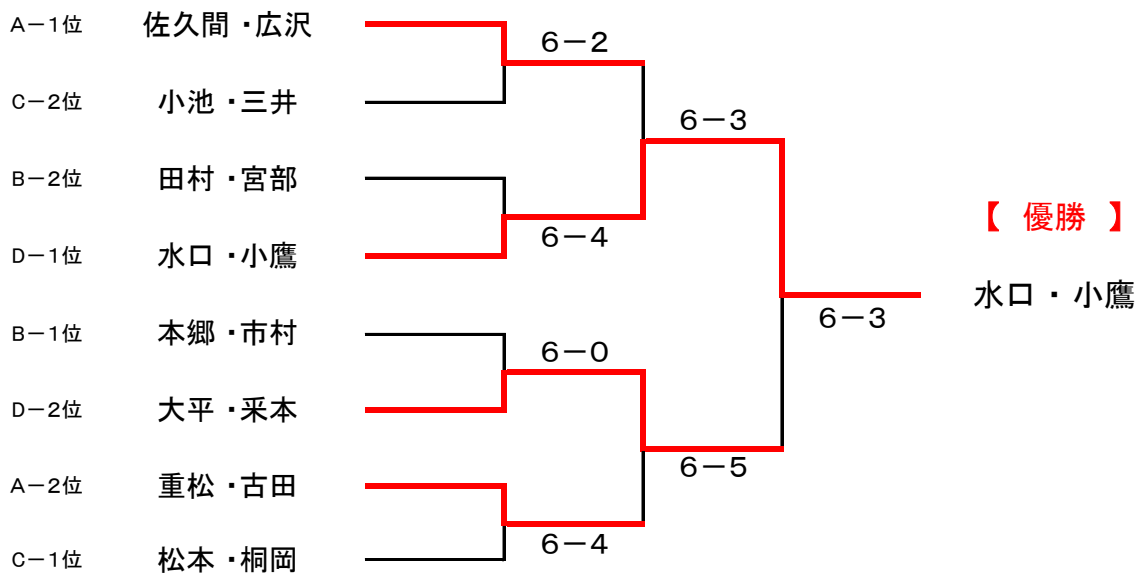 A－1位 佐久間・広沢
6－2
C－2位 小池・三井
6－3
B－2位 田村・宮部
【 優勝 】
6－4
D－1位 水口・小鷹
水口・小鷹
6－3
B－1位 本郷・市村
6－0
D－2位 大平・采本
6－5
A－2位 重松・古田
6－4
C－1位 松本・桐岡